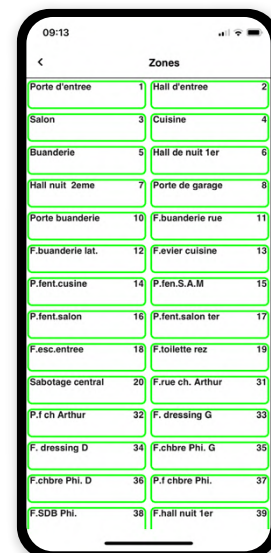 09:13
Zones
Porte d'entree 1 Hall d'entree 2
Salon 3 Cuisine 4
Buanderie 5 Hall de nuit 1er 6
Hall nuit 2eme 7 Porte de garage 8
Porte buanderie 10 F.buanderie rue 11
F.buanderie lat. 12 F.evier cuisine 13
P.fent.cusine 14 P.fen.S.A.M 15
P.fent.salon 16 P.fent.salon ter 17
F.esc.entree 18 F.toilette rez 19
Sabotage central 20 F.rue ch. Arthur 31
P.f ch Arthur 32 F. dressing G 33
F. dressing D 34 F.chbre Phi. G 35
F.chbre Phi. D 36 P.f chbre Phi. 37
F.SDB Phi. 38 F.hall nuit 1er 39